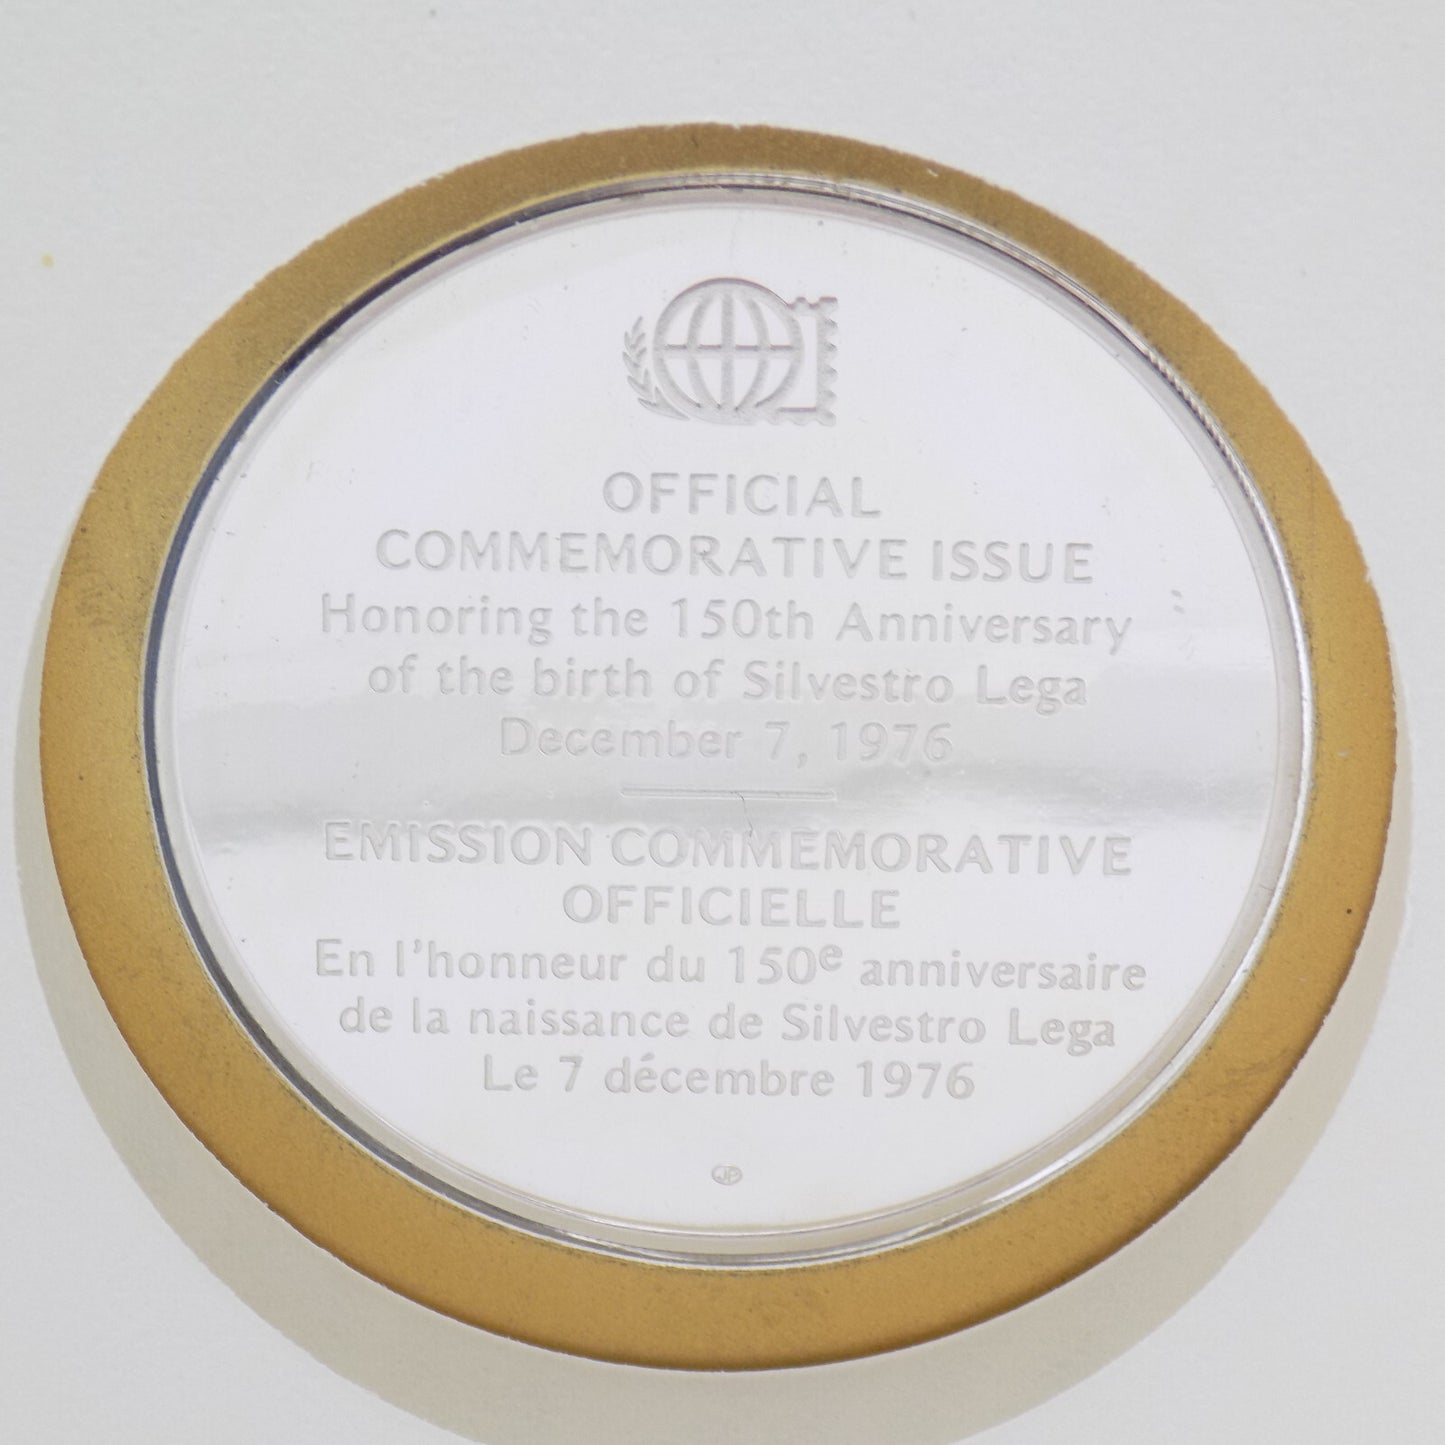 OFFICIAL
COMMEMORATIVE ISSUE
Honoring the 150th Anniversary
of the birth of Silvestro Lega
December 7, 1976
EMISSION COMMEMORATIVE
OFFICIELLE
En l'honneur du 150e anniversaire
de la naissance de Silvestro Lega
Le 7 décembre 1976
JP